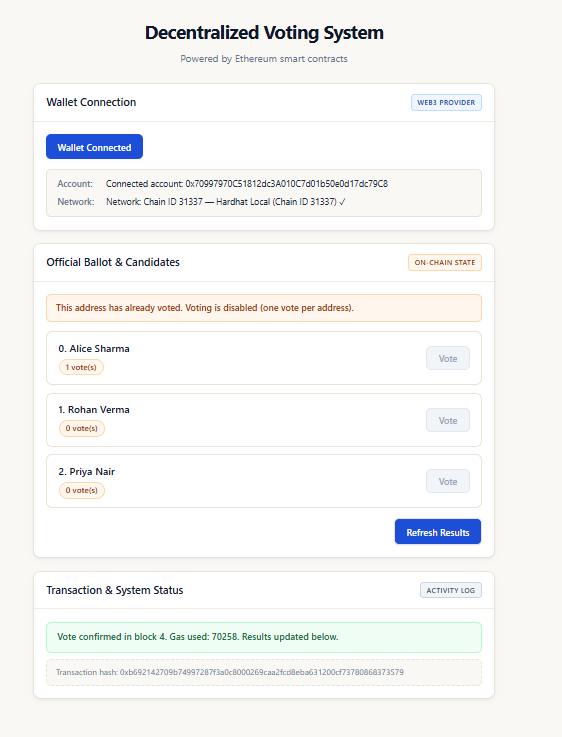 Decentralized Voting System
Powered by Ethereum smart contracts
Wallet Connection
WEB3 PROVIDER
Wallet Connected
Account: Connected account: 0x70997970C51812dc3A010C7d01b50e0d17dc79C8
Network: Network: Chain ID 31337 — Hardhat Local (Chain ID 31337) ✓
Official Ballot & Candidates
ON-CHAIN STATE
This address has already voted. Voting is disabled (one vote per address).
0. Alice Sharma
1 vote(s)
Vote
1. Rohan Verma
0 vote(s)
Vote
2. Priya Nair
0 vote(s)
Vote
Refresh Results
Transaction & System Status
ACTIVITY LOG
Vote confirmed in block 4. Gas used: 70258. Results updated below.
Transaction hash: 0xb692142709b74997287f3a0c8000269caa2fcd8eba631200cf73780868373579